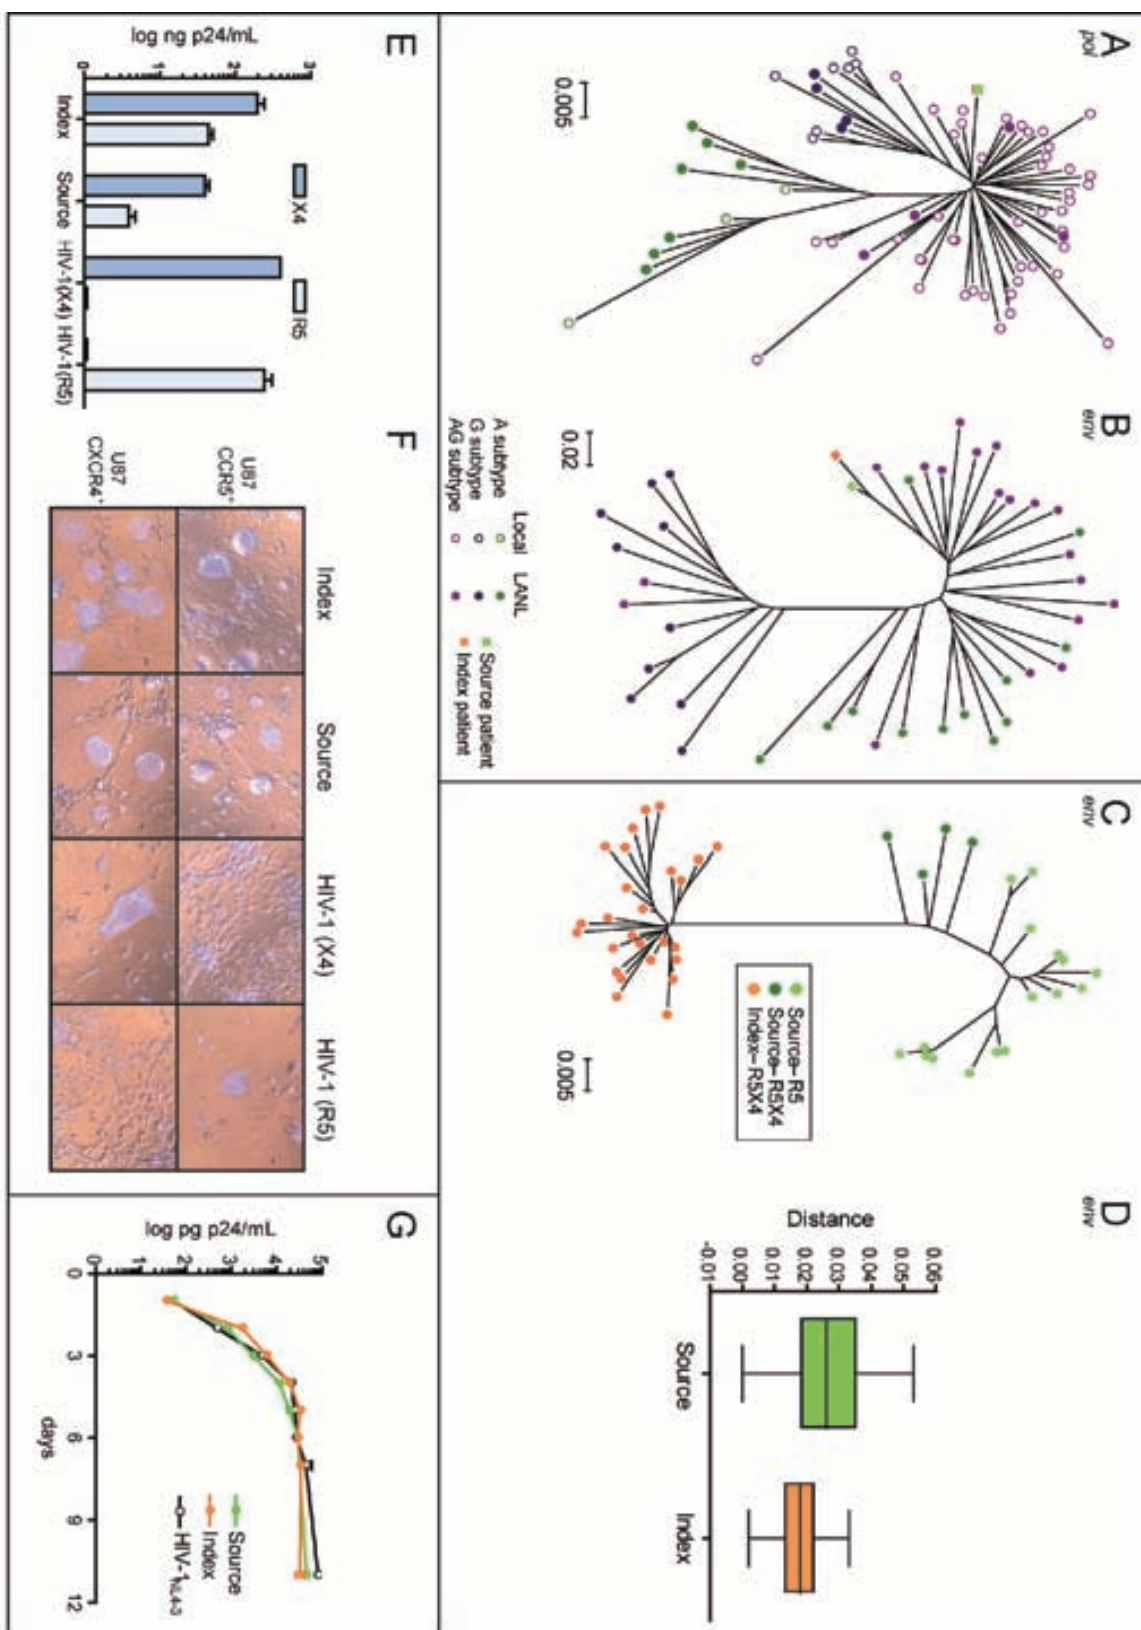 A
pol
0.005
B
env
0.02
Local
LANL
A subtype
G subtype
AG subtype
Source patient
Index patient
C
env
Source– R5
Source– R5X4
Index– R5X4
0.005
D
env
Distance
0.06
0.05
0.04
0.03
0.02
0.01
0.00
-0.01
Source
Index
E
log ng p24/mL
3
2
1
0
X4
R5
Index
Source
HIV-1(X4)
HIV-1(R5)
F
Index
Source
HIV-1 (X4)
HIV-1 (R5)
U87
CCR5+
U87
CXCR4+
G
log pg p24/mL
5
4
3
2
1
0
0
3
6
9
12
days
Source
Index
HIV-1NL4-3